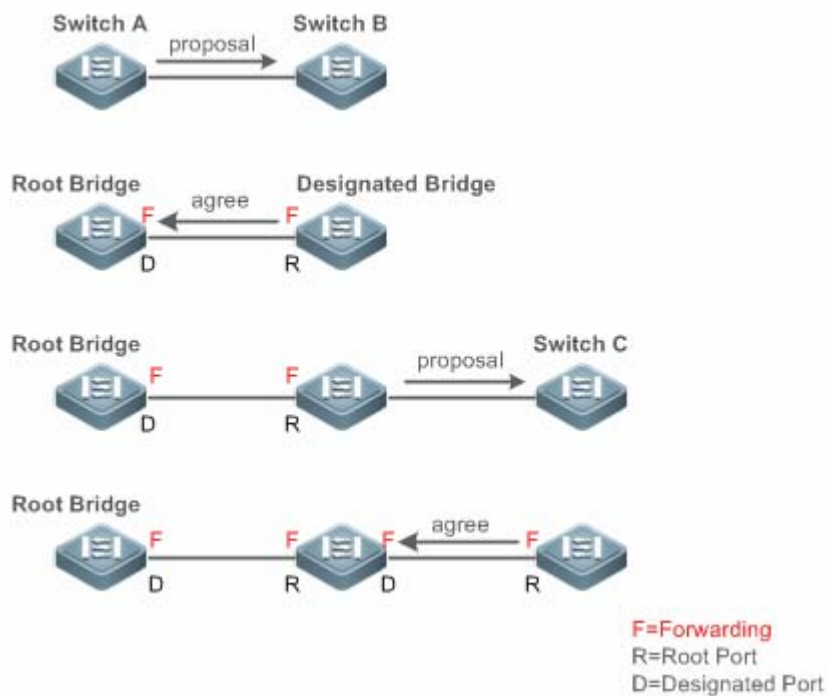 Switch A
Switch B
proposal
Root Bridge
Designated Bridge
F
agree
F
D
R
Root Bridge
Switch C
F
F
proposal
D
R
Root Bridge
F
F
F
agree
F
D
R
D
R
F=Forwarding
R=Root Port
D=Designated Port